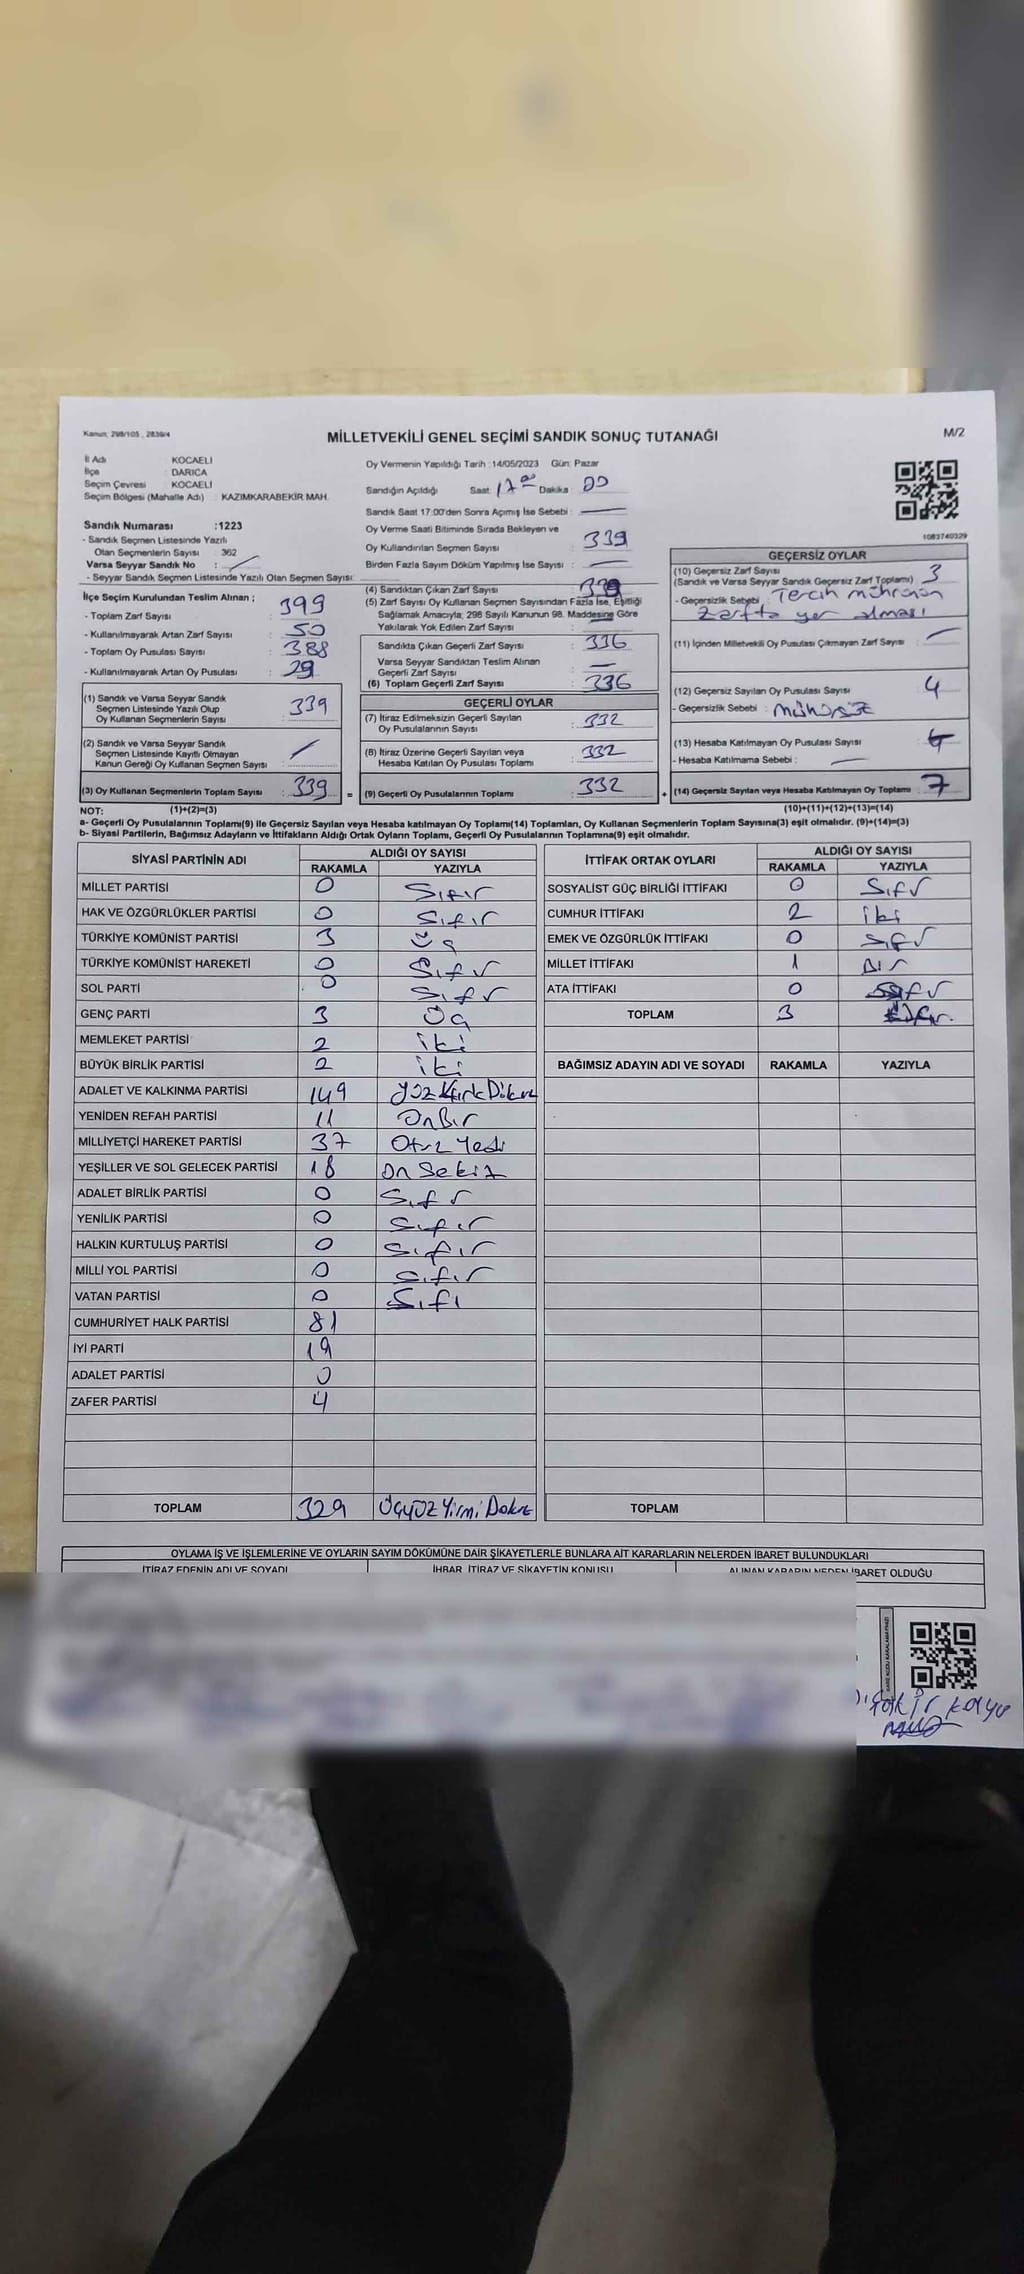 Kanun; 298/105 , 2839/4
MİLLETVEKİLİ GENEL SEÇİMİ SANDIK SONUÇ TUTANAĞI
M/2
İl Adı : KOCAELİ
İlçe : DARICA
Seçim Çevresi : KOCAELİ
Seçim Bölgesi (Mahalle Adı) : KAZIMKARABEKİR MAH.
Sandık Numarası :1223
- Sandık Seçmen Listesinde Yazılı
Olan Seçmenlerin Sayısı 362
Varsa Seyyar Sandık No :
- Seyyar Sandık Seçmen Listesinde Yazılı Olan Seçmen Sayısı:
İlçe Seçim Kurulundan Teslim Alınan ;
- Toplam Zarf Sayısı : 399
- Kullanılmayarak Artan Zarf Sayısı : 50
- Toplam Oy Pusulası Sayısı : 388
- Kullanılmayarak Artan Oy Pusulası : 29
(1) Sandık ve Varsa Seyyar Sandık
Seçmen Listesinde Yazılı Olup
Oy Kullanan Seçmenlerin Sayısı : 339
(2) Sandık ve Varsa Seyyar Sandık
Seçmen Listesinde Kayıtlı Olmayan
Kanun Gereği Oy Kullanan Seçmen Sayısı :
(3) Oy Kullanan Seçmenlerin Toplam Sayısı : 339 =
Oy Vermenin Yapıldığı Tarih :14/05/2023 Gün: Pazar
Sandığın Açıldığı Saat 17 00 Dakika 00
Sandık Saat 17:00'den Sonra Açımış İse Sebebi :
Oy Verme Saati Bitiminde Sırada Bekleyen ve
Oy Kullandırılan Seçmen Sayısı : 339
Birden Fazla Sayım Döküm Yapılmış İse Sayısı :
(4) Sandıktan Çıkan Zarf Sayısı : 339
(5) Zarf Sayısı Oy Kullanan Seçmen Sayısından Fazla İse, Eşitliği
Sağlamak Amacıyla; 298 Sayılı Kanunun 98. Maddesine Göre
Yakılarak Yok Edilen Zarf Sayısı :
Sandıkta Çıkan Geçerli Zarf Sayısı : 336
Varsa Seyyar Sandıktan Teslim Alınan
Geçerli Zarf Sayısı :
(6) Toplam Geçerli Zarf Sayısı : 336
GEÇERLİ OYLAR
(7) İtiraz Edilmeksizin Geçerli Sayılan
Oy Pusulalarının Sayısı : 332
(8) İtiraz Üzerine Geçerli Sayılan veya
Hesaba Katılan Oy Pusulası Toplamı : 332
(9) Geçerli Oy Pusulalarının Toplamı : 332 +
1083740329
GEÇERSİZ OYLAR
(10) Geçersiz Zarf Sayısı
(Sandık ve Varsa Seyyar Sandık Geçersiz Zarf Toplamı) : 3
- Geçersizlik Sebebi : Tercih mührünün
Zarfta yer alması
(11) İçinden Milletvekili Oy Pusulası Çıkmayan Zarf Sayısı :
(12) Geçersiz Sayılan Oy Pusulası Sayısı : 4
- Geçersizlik Sebebi : mühürsüz
(13) Hesaba Katılmayan Oy Pusulası Sayısı :
- Hesaba Katılmama Sebebi :
(14) Geçersiz Sayılan veya Hesaba Katılmayan Oy Toplamı : 7
NOT: (1)+(2)=(3) (10)+(11)+(12)+(13)=(14)
a- Geçerli Oy Pusulalarının Toplamı(9) ile Geçersiz Sayılan veya Hesaba katılmayan Oy Toplamı(14) Toplamları, Oy Kullanan Seçmenlerin Toplam Sayısına(3) eşit olmalıdır. (9)+(14)=(3)
b- Siyasi Partilerin, Bağımsız Adayların ve İttifakların Aldığı Ortak Oyların Toplamı, Geçerli Oy Pusulalarının Toplamına(9) eşit olmalıdır.
SİYASİ PARTİNİN ADI ALDIĞI OY SAYISI
RAKAMLA YAZIYLA
MİLLET PARTİSİ 0 Sıfır
HAK VE ÖZGÜRLÜKLER PARTİSİ 0 Sıfır
TÜRKİYE KOMÜNİST PARTİSİ 3 Üç
TÜRKİYE KOMÜNİST HAREKETİ 0 Sıfır
SOL PARTİ 0 Sıfır
GENÇ PARTİ 3 Üç
MEMLEKET PARTİSİ 2 iki
BÜYÜK BİRLİK PARTİSİ 2 iki
ADALET VE KALKINMA PARTİSİ 149 YüzKırkDokuz
YENİDEN REFAH PARTİSİ 11 OnBir
MİLLİYETÇİ HAREKET PARTİSİ 37 Otuz Yedi
YEŞİLLER VE SOL GELECEK PARTİSİ 18 On Sekiz
ADALET BİRLİK PARTİSİ 0 Sıfır
YENİLİK PARTİSİ 0 Sıfır
HALKIN KURTULUŞ PARTİSİ 0 Sıfır
MİLLİ YOL PARTİSİ 0 Sıfır
VATAN PARTİSİ 0 Sıfı
CUMHURİYET HALK PARTİSİ 81
İYİ PARTİ 19
ADALET PARTİSİ 0
ZAFER PARTİSİ 4
TOPLAM 329 ÜçYüz Yirmi Dokuz
İTTİFAK ORTAK OYLARI ALDIĞI OY SAYISI
RAKAMLA YAZIYLA
SOSYALİST GÜÇ BİRLİĞİ İTTİFAKI 0 Sıfır
CUMHUR İTTİFAKI 2 iki
EMEK VE ÖZGÜRLÜK İTTİFAKI 0 Sıfır
MİLLET İTTİFAKI 1 Bir
ATA İTTİFAKI 0 Sıfır
TOPLAM 3
BAĞIMSIZ ADAYIN ADI VE SOYADI RAKAMLA YAZIYLA
TOPLAM
OYLAMA İŞ VE İŞLEMLERİNE VE OYLARIN SAYIM DÖKÜMÜNE DAİR ŞİKAYETLERLE BUNLARA AİT KARARLARIN NELERDEN İBARET BULUNDUKLARI
İTİRAZ EDENİN ADI VE SOYADI İHBAR, İTİRAZ VE ŞİKAYETİN KONUSU ALINAN KARARIN NEDEN İBARET OLDUĞU